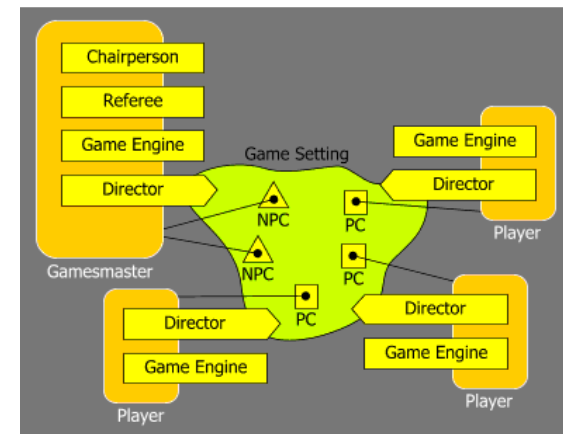 Chairperson
Referee
Game Engine
Director
Gamesmaster
Game Setting
NPC
PC
NPC
PC
PC
Game Engine
Director
Player
Director
Game Engine
Player
Director
Game Engine
Player